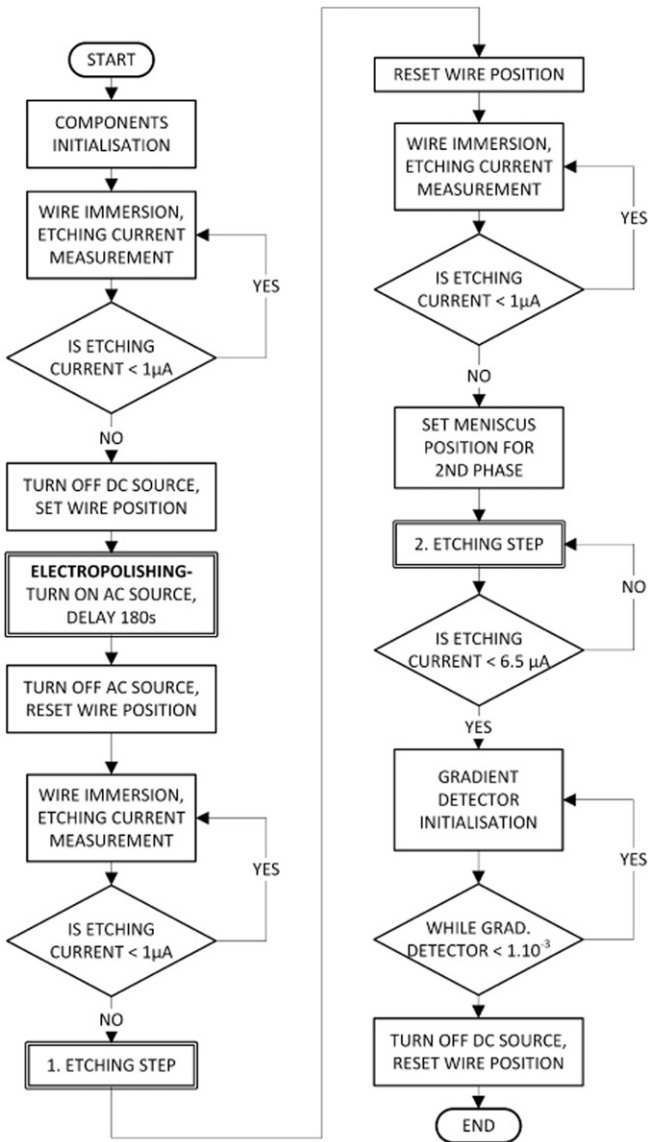 START
COMPONENTS
INITIALISATION
WIRE IMMERSION,
ETCHING CURRENT
MEASUREMENT
YES
IS ETCHING
CURRENT < 1µA
NO
TURN OFF DC SOURCE,
SET WIRE POSITION
ELECTROPOLISHING-
TURN ON AC SOURCE,
DELAY 180s
TURN OFF AC SOURCE,
RESET WIRE POSITION
WIRE IMMERSION,
ETCHING CURRENT
MEASUREMENT
YES
IS ETCHING
CURRENT < 1µA
NO
1. ETCHING STEP
RESET WIRE POSITION
WIRE IMMERSION,
ETCHING CURRENT
MEASUREMENT
YES
IS ETCHING
CURRENT < 1µA
NO
SET MENISCUS
POSITION FOR
2ND PHASE
2. ETCHING STEP
NO
IS ETCHING
CURRENT < 6.5 µA
YES
GRADIENT
DETECTOR
INITIALISATION
YES
WHILE GRAD.
DETECTOR < 1.10⁻³
NO
TURN OFF DC SOURCE,
RESET WIRE POSITION
END